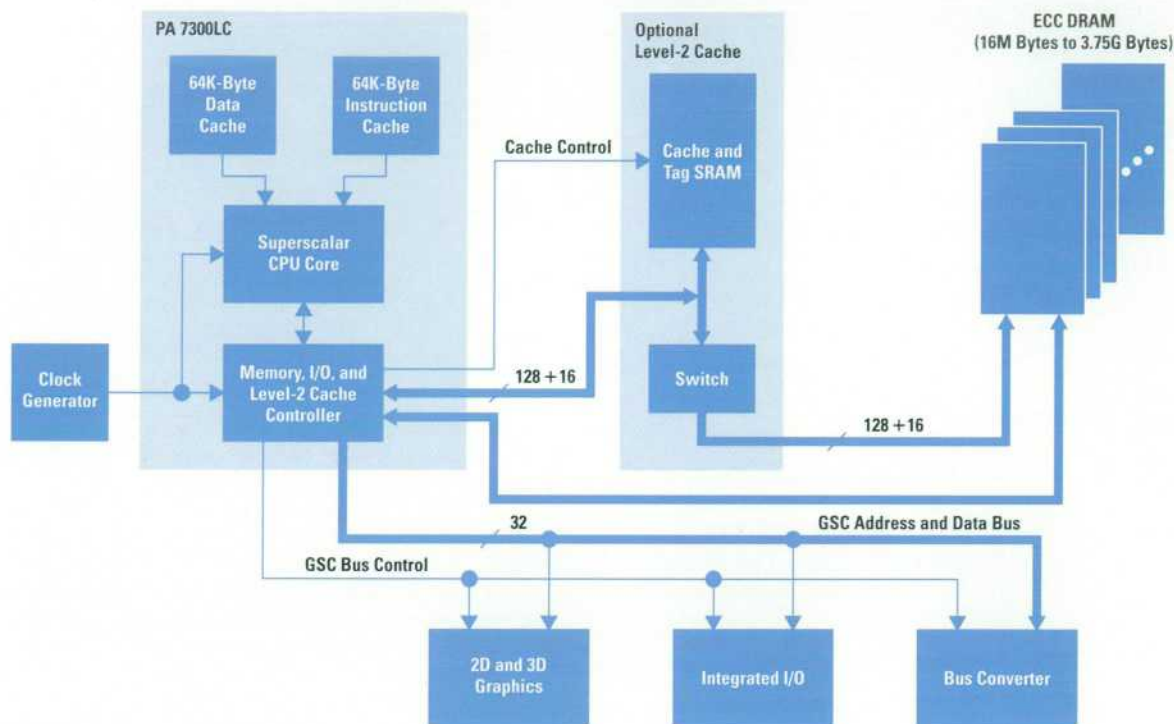 PA 7300LC
64K-Byte
Data
Cache
64K-Byte
Instruction
Cache
Superscalar
CPU Core
Clock
Generator
Memory, I/O, and
Level-2 Cache
Controller
Cache Control
Optional
Level-2 Cache
Cache and
Tag SRAM
Switch
ECC DRAM
(16M Bytes to 3.75G Bytes)
128 + 16
128 + 16
32
GSC Address and Data Bus
GSC Bus Control
2D and 3D
Graphics
Integrated I/O
Bus Converter